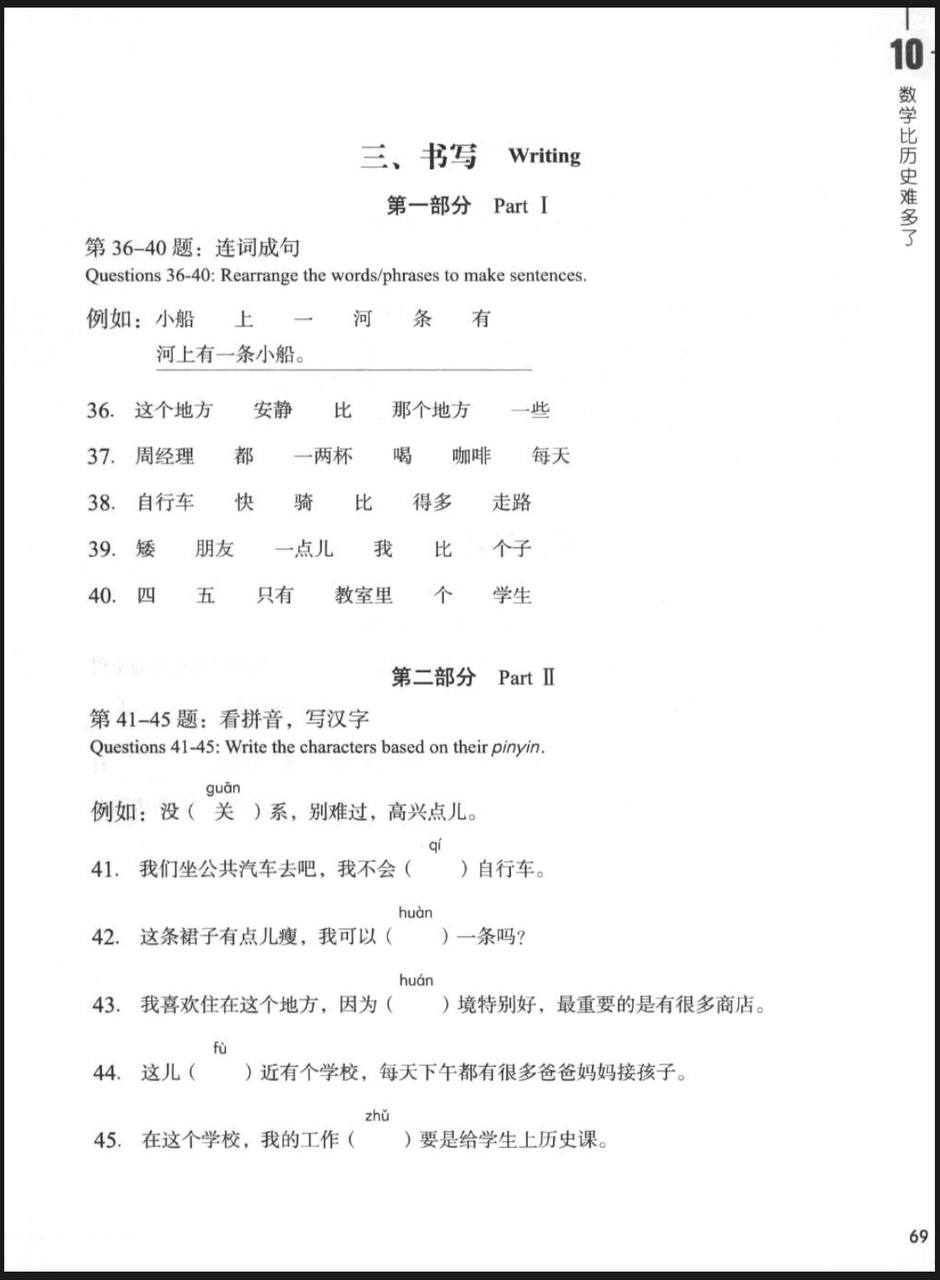 10
数学比历史难多了
三、书写 Writing
第一部分 Part Ⅰ
第 36–40 题：连词成句
Questions 36-40: Rearrange the words/phrases to make sentences.
例如：小船 上 一 河 条 有
河上有一条小船。
36. 这个地方 安静 比 那个地方 一些
37. 周经理 都 一两杯 喝 咖啡 每天
38. 自行车 快 骑 比 得多 走路
39. 矮 朋友 一点儿 我 比 个子
40. 四 五 只有 教室里 个 学生
第二部分 Part Ⅱ
第 41–45 题：看拼音，写汉字
Questions 41-45: Write the characters based on their pinyin.
guān
例如：没（ 关 ）系，别难过，高兴点儿。
qí
41. 我们坐公共汽车去吧，我不会（ ）自行车。
huàn
42. 这条裙子有点儿瘦，我可以（ ）一条吗？
huán
43. 我喜欢住在这个地方，因为（ ）境特别好，最重要的是有很多商店。
fù
44. 这儿（ ）近有个学校，每天下午都有很多爸爸妈妈接孩子。
zhǔ
45. 在这个学校，我的工作（ ）要是给学生上历史课。
69